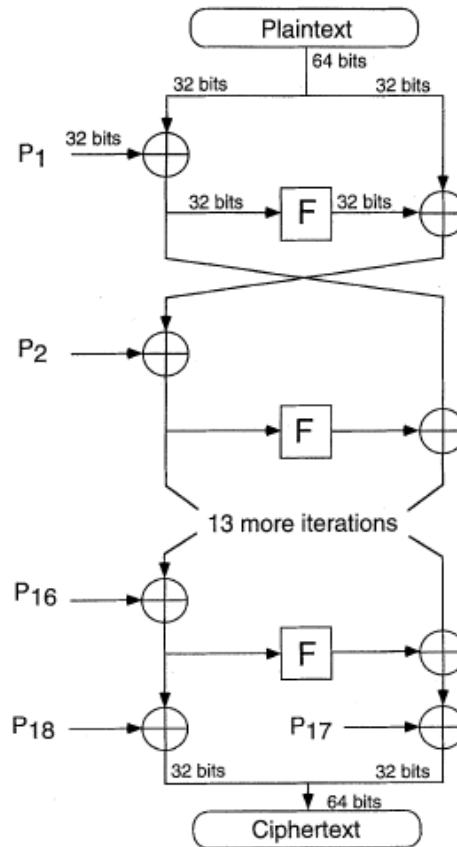 Plaintext
64 bits
32 bits 32 bits
P1 32 bits
32 bits F 32 bits
P2
F
13 more iterations
P16
F
P18 P17
32 bits 32 bits
64 bits
Ciphertext